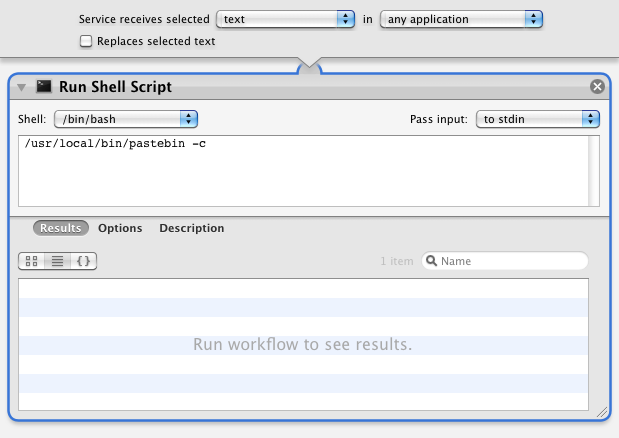 Service receives selected text in any application
Replaces selected text
Run Shell Script
Shell: /bin/bash Pass input: to stdin
/usr/local/bin/pastebin -c
Results Options Description
{} 1 item Name
Run workflow to see results.